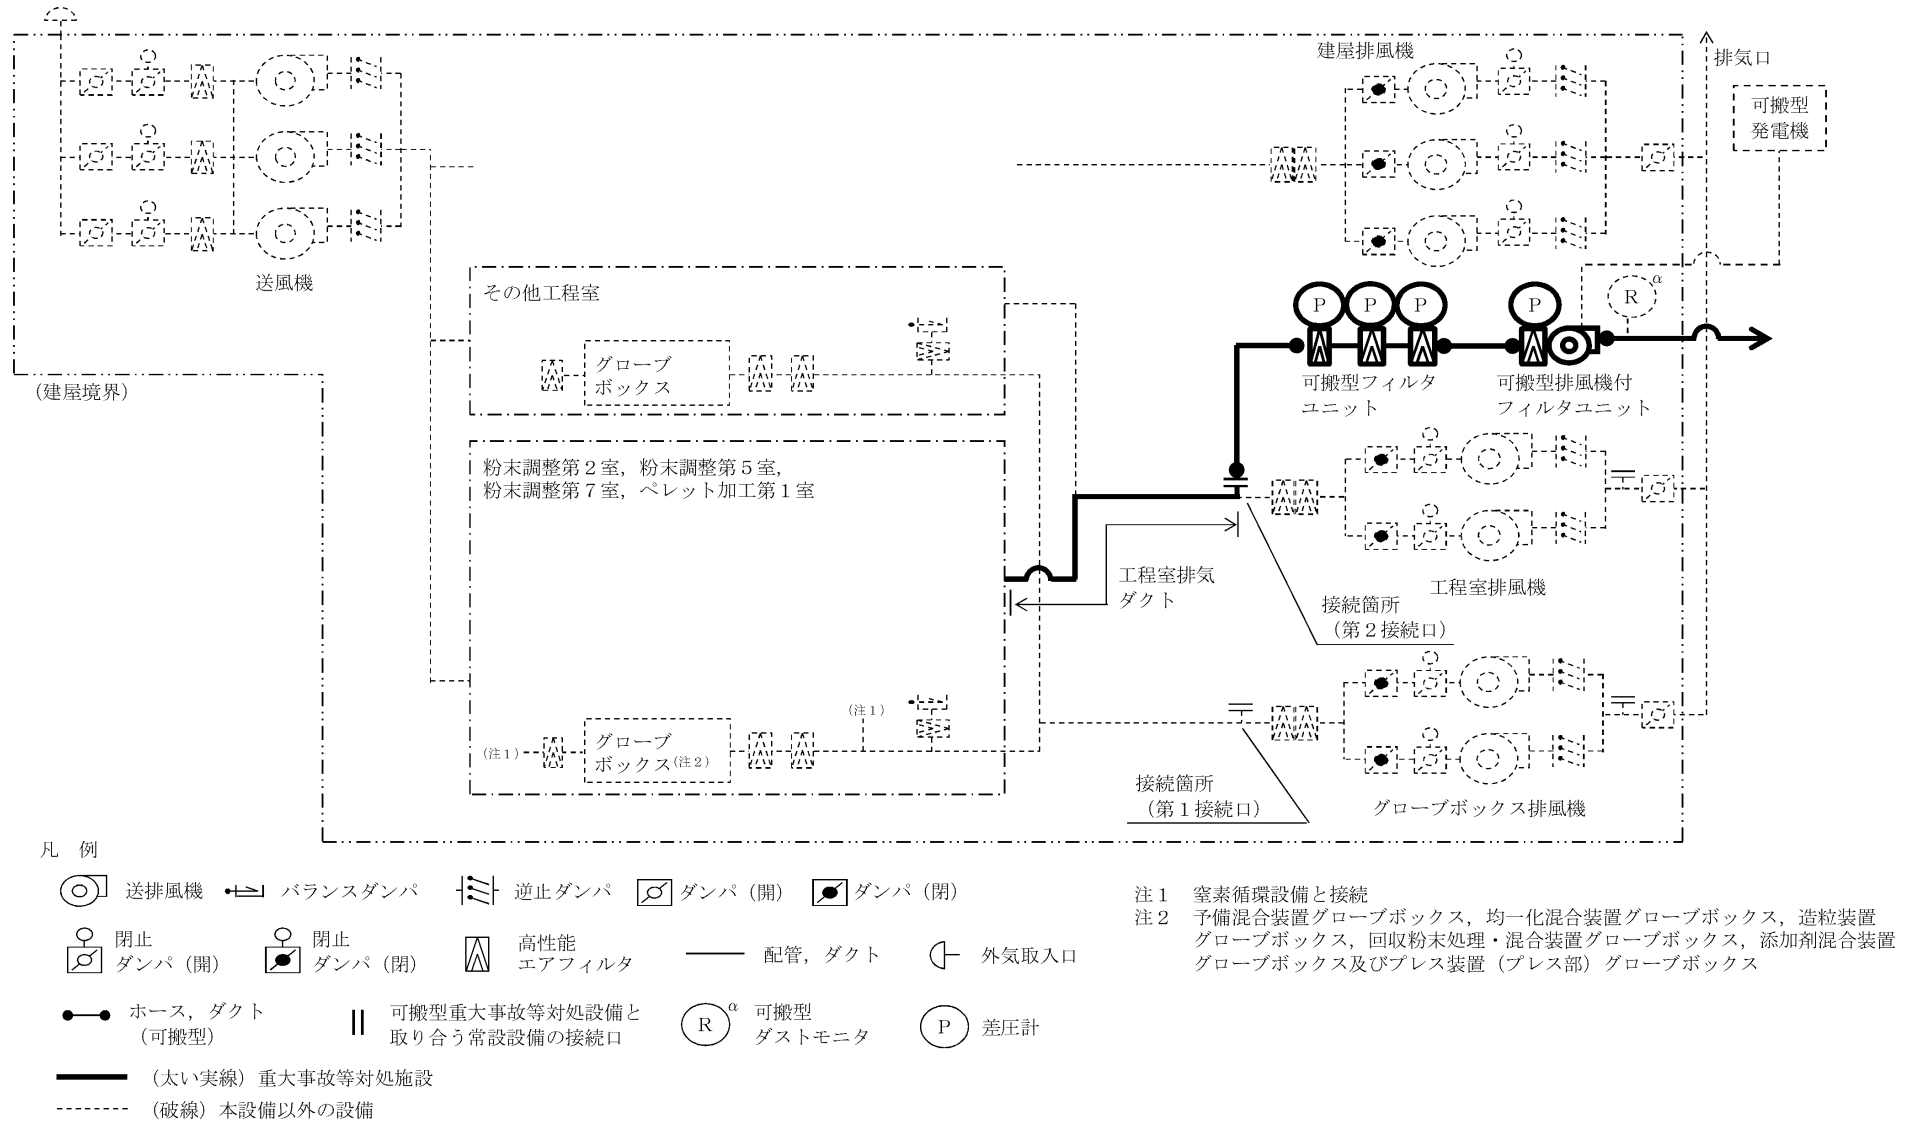 建屋排風機
排気口
可搬型
発電機
送風機
(建屋境界)
その他工程室
グローブ
ボックス
P
P
P
P
R α
可搬型フィルタ
ユニット
可搬型排風機付
フィルタユニット
粉末調整第2室,粉末調整第5室,
粉末調整第7室,ペレット加工第1室
工程室排気
ダクト
工程室排風機
接続箇所
(第2接続口)
(注1)
(注1)
グローブ
ボックス(注2)
接続箇所
(第1接続口)
グローブボックス排風機
凡 例
送排風機
バランスダンパ
逆止ダンパ
ダンパ(開)
ダンパ(閉)
閉止
ダンパ(開)
閉止
ダンパ(閉)
高性能
エアフィルタ
配管,ダクト
外気取入口
ホース,ダクト
(可搬型)
可搬型重大事故等対処設備と
取り合う常設設備の接続口
R α
可搬型
ダストモニタ
P
差圧計
(太い実線)重大事故等対処施設
(破線)本設備以外の設備
注1 窒素循環設備と接続
注2 予備混合装置グローブボックス,均一化混合装置グローブボックス,造粒装置
グローブボックス,回収粉末処理・混合装置グローブボックス,添加剤混合装置
グローブボックス及びプレス装置(プレス部)グローブボックス